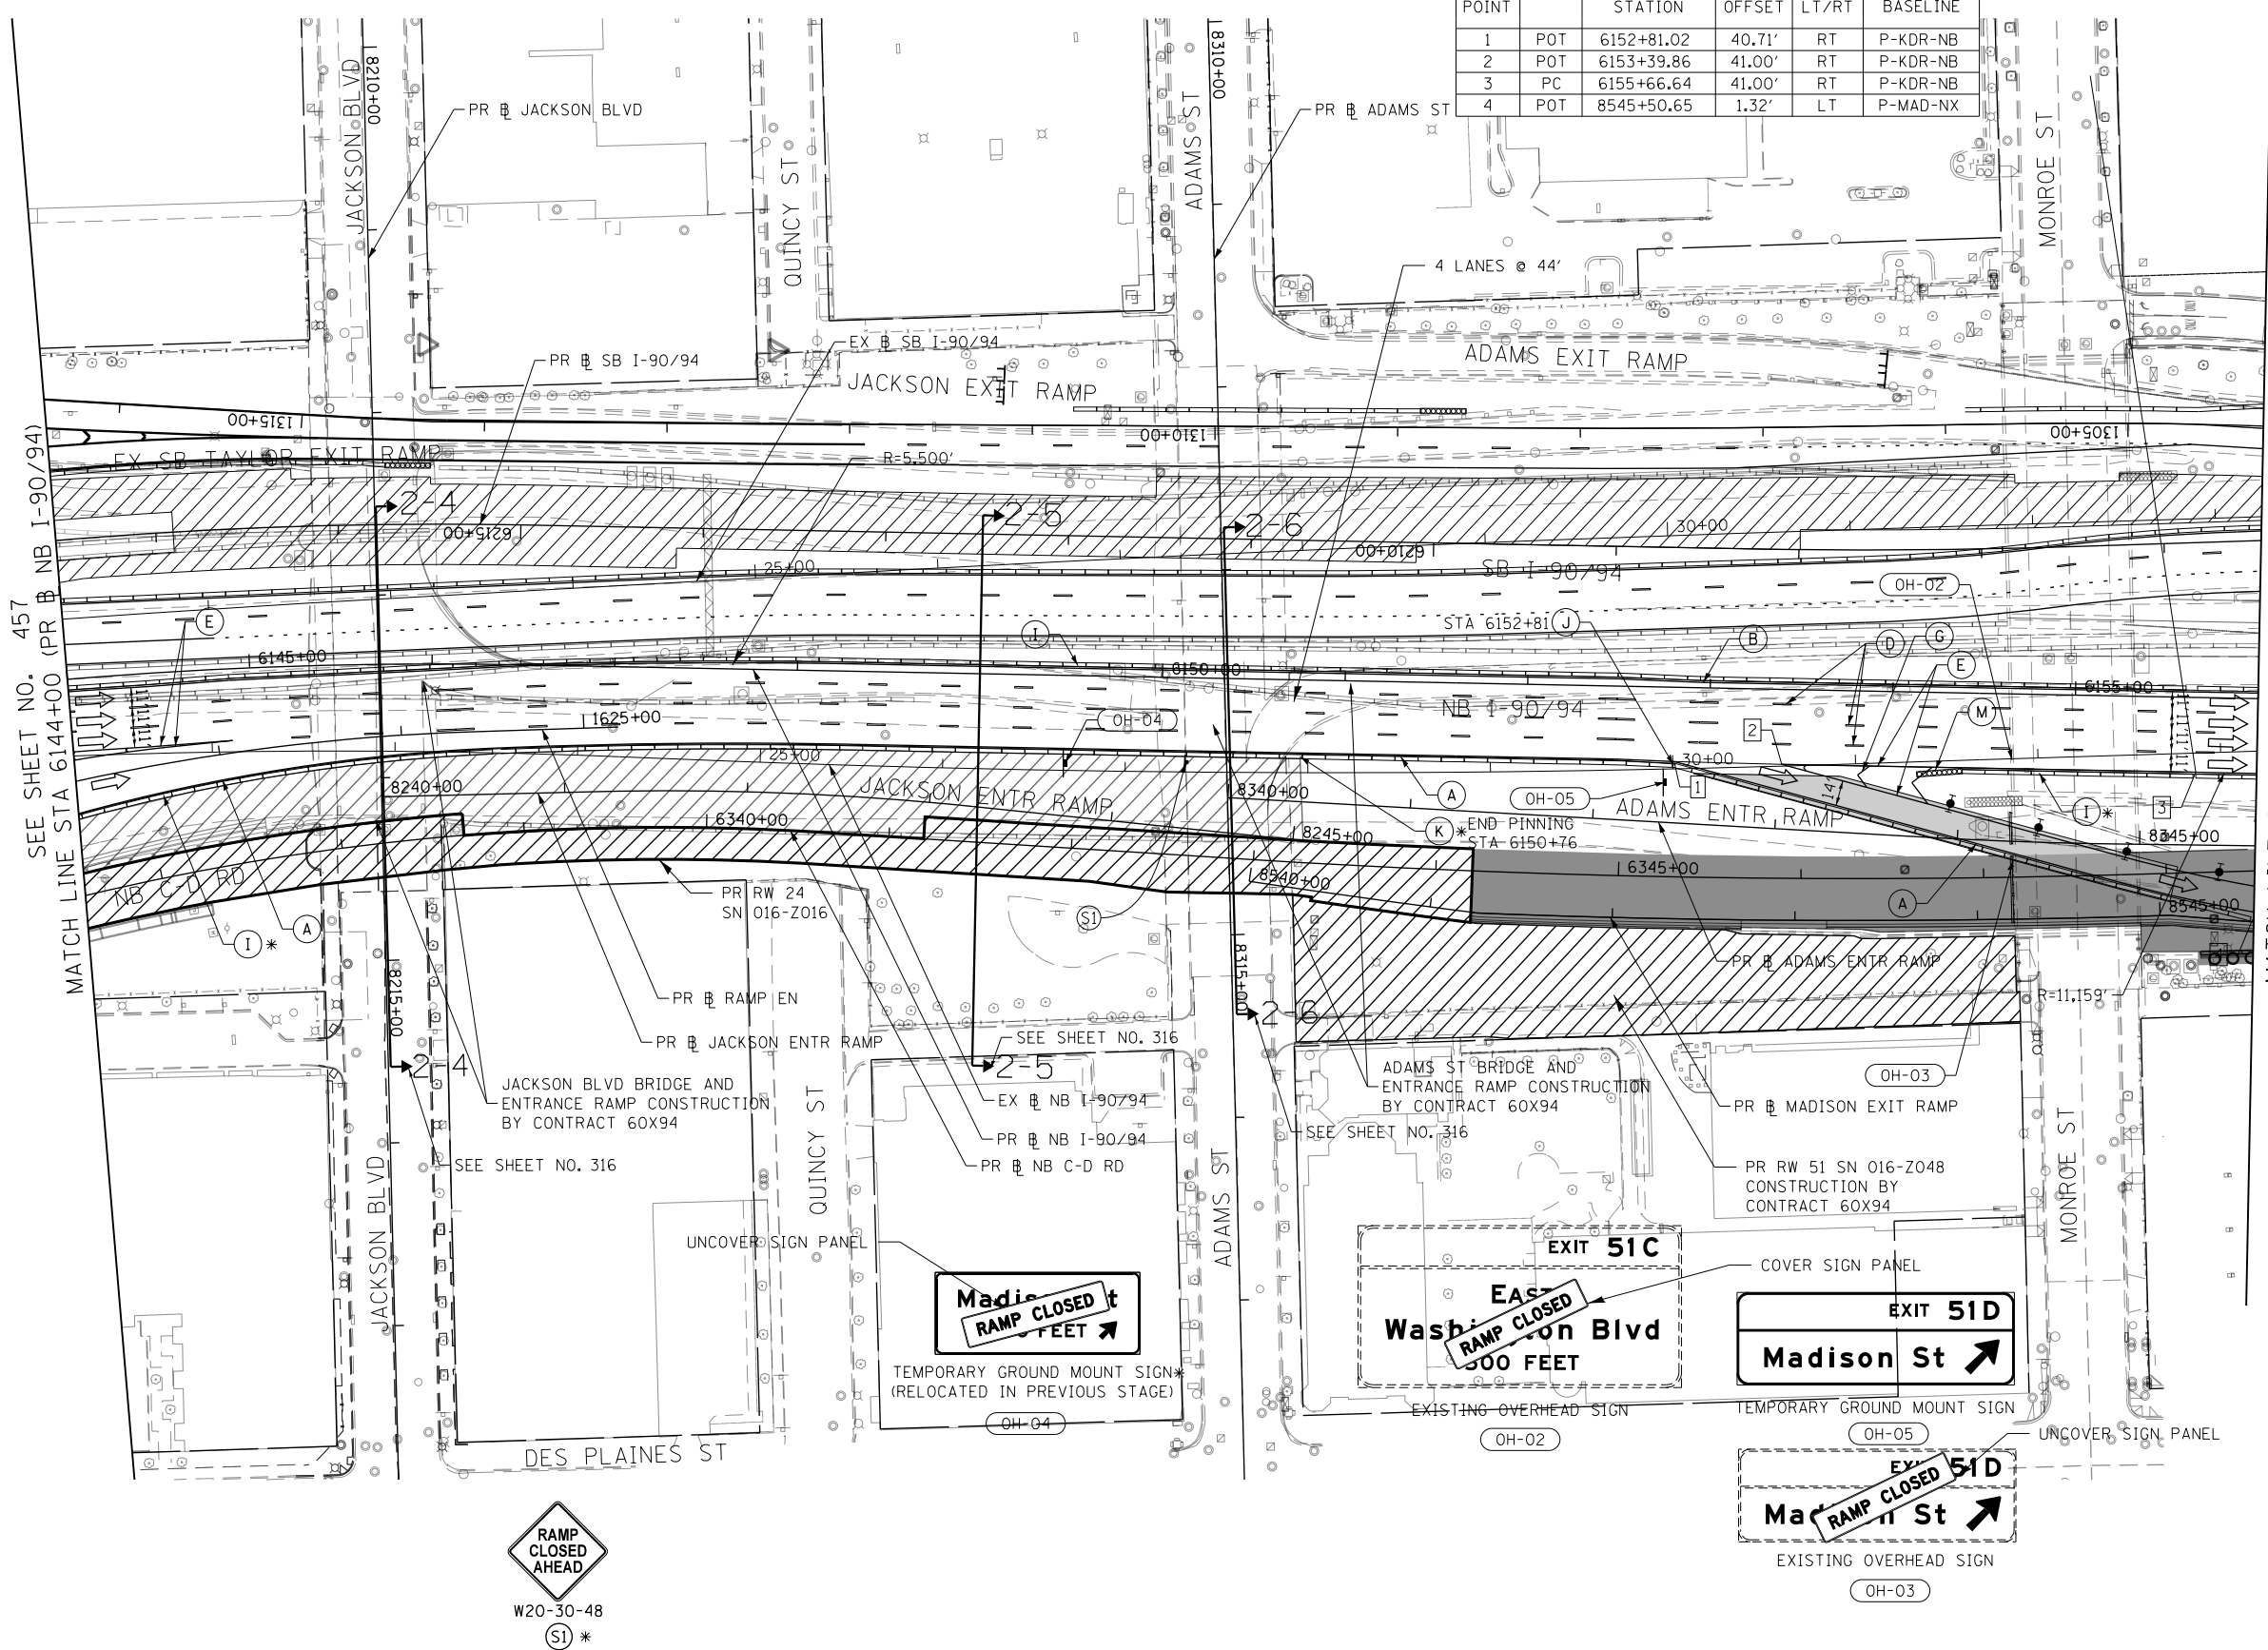 POINT STATION OFFSET LT/RT BASELINE
1 POT 6152+81.02 40.71' RT P-KDR-NB
2 POT 6153+39.86 41.00' RT P-KDR-NB
3 PC 6155+66.64 41.00' RT P-KDR-NB
4 POT 8545+50.65 1.32' LT P-MAD-NX
JACKSON BLVD
8210+00
PR BL JACKSON BLVD
QUINCY ST
ADAMS ST
8310+00
PR BL ADAMS ST
MONROE ST
4 LANES @ 44'
EX BL SB I-90/94
PR BL SB I-90/94
JACKSON EXIT RAMP
ADAMS EXIT RAMP
1315+00
1310+00
1305+00
EX SB TAYLOR EXIT RAMP
R=5,500'
2-4
2-5
2-6
6215+00
30+00
6210+00
25+00
SB I-90/94
OH-02
SEE SHEET NO. 457
MATCH LINE STA 6144+00 (PR BL NB I-90/94)
E
I
STA 6152+81
J
B
D
G
E
6145+00
6150+00
6155+00
1625+00
OH-04
NB I-90/94
M
2
25+00
30+00
8240+00
JACKSON ENTR RAMP
8340+00
A
OH-05
1
ADAMS ENTR RAMP
14'
I *
3
6340+00
8245+00
K * END PINNING
STA 6150+76
8345+00
NB C-D RD
8540+00
6345+00
A
8545+00
PR RW 24
SN 016-Z016
S1
I *
A
8215+00
8315+00
PR BL ADAMS ENTR RAMP
R=11,159'
PR BL RAMP EN
2-6
PR BL JACKSON ENTR RAMP
SEE SHEET NO. 316
2-4
2-5
JACKSON BLVD BRIDGE AND
ENTRANCE RAMP CONSTRUCTION
BY CONTRACT 60X94
ADAMS ST BRIDGE AND
ENTRANCE RAMP CONSTRUCTION
BY CONTRACT 60X94
OH-03
EX BL NB I-90/94
PR BL MADISON EXIT RAMP
QUINCY ST
PR BL NB I-90/94
SEE SHEET NO. 316
PR BL NB C-D RD
SEE SHEET NO. 316
JACKSON BLVD
ADAMS ST
MONROE ST
PR RW 51 SN 016-Z048
CONSTRUCTION BY
CONTRACT 60X94
UNCOVER SIGN PANEL
RAMP CLOSED
FEET
TEMPORARY GROUND MOUNT SIGN*
(RELOCATED IN PREVIOUS STAGE)
OH-04
EXIT 51C
EAST
Blvd
RAMP CLOSED
FEET
COVER SIGN PANEL
EXISTING OVERHEAD SIGN
OH-02
EXIT 51D
Madison St
TEMPORARY GROUND MOUNT SIGN
OH-05
UNCOVER SIGN PANEL
51D
RAMP CLOSED
St
EXISTING OVERHEAD SIGN
OH-03
DES PLAINES ST
RAMP
CLOSED
AHEAD
W20-30-48
S1 *